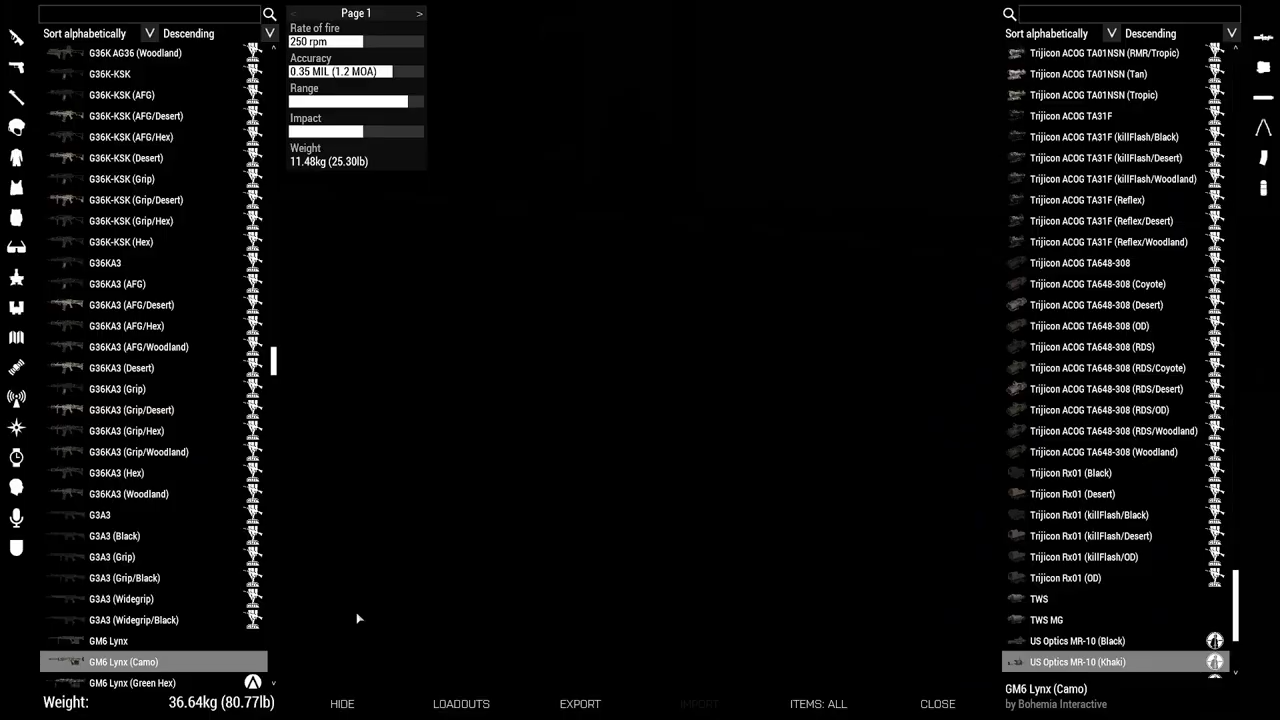 Sort alphabetically
Descending
G36K AG36 (Woodland)
G36K-KSK
G36K-KSK (AFG)
G36K-KSK (AFG/Desert)
G36K-KSK (AFG/Hex)
G36K-KSK (Desert)
G36K-KSK (Grip)
G36K-KSK (Grip/Desert)
G36K-KSK (Grip/Hex)
G36K-KSK (Hex)
G36KA3
G36KA3 (AFG)
G36KA3 (AFG/Desert)
G36KA3 (AFG/Hex)
G36KA3 (AFG/Woodland)
G36KA3 (Desert)
G36KA3 (Grip)
G36KA3 (Grip/Desert)
G36KA3 (Grip/Hex)
G36KA3 (Grip/Woodland)
G36KA3 (Hex)
G36KA3 (Woodland)
G3A3
G3A3 (Black)
G3A3 (Grip)
G3A3 (Grip/Black)
G3A3 (Widegrip)
G3A3 (Widegrip/Black)
GM6 Lynx
GM6 Lynx (Camo)
GM6 Lynx (Green Hex)
Weight: 36.64kg (80.77lb)
< Page 1 >
Rate of fire
250 rpm
Accuracy
0.35 MIL (1.2 MOA)
Range
Impact
Weight
11.48kg (25.30lb)
Sort alphabetically
Descending
Trijicon ACOG TA01NSN (RMR/Tropic)
Trijicon ACOG TA01NSN (Tan)
Trijicon ACOG TA01NSN (Tropic)
Trijicon ACOG TA31F
Trijicon ACOG TA31F (killFlash/Black)
Trijicon ACOG TA31F (killFlash/Desert)
Trijicon ACOG TA31F (killFlash/Woodland)
Trijicon ACOG TA31F (Reflex)
Trijicon ACOG TA31F (Reflex/Desert)
Trijicon ACOG TA31F (Reflex/Woodland)
Trijicon ACOG TA648-308
Trijicon ACOG TA648-308 (Coyote)
Trijicon ACOG TA648-308 (Desert)
Trijicon ACOG TA648-308 (OD)
Trijicon ACOG TA648-308 (RDS)
Trijicon ACOG TA648-308 (RDS/Coyote)
Trijicon ACOG TA648-308 (RDS/Desert)
Trijicon ACOG TA648-308 (RDS/OD)
Trijicon ACOG TA648-308 (RDS/Woodland)
Trijicon ACOG TA648-308 (Woodland)
Trijicon Rx01 (Black)
Trijicon Rx01 (Desert)
Trijicon Rx01 (killFlash/Black)
Trijicon Rx01 (killFlash/Desert)
Trijicon Rx01 (killFlash/OD)
Trijicon Rx01 (OD)
TWS
TWS MG
US Optics MR-10 (Black)
US Optics MR-10 (Khaki)
GM6 Lynx (Camo)
by Bohemia Interactive
HIDE
LOADOUTS
EXPORT
IMPORT
ITEMS: ALL
CLOSE